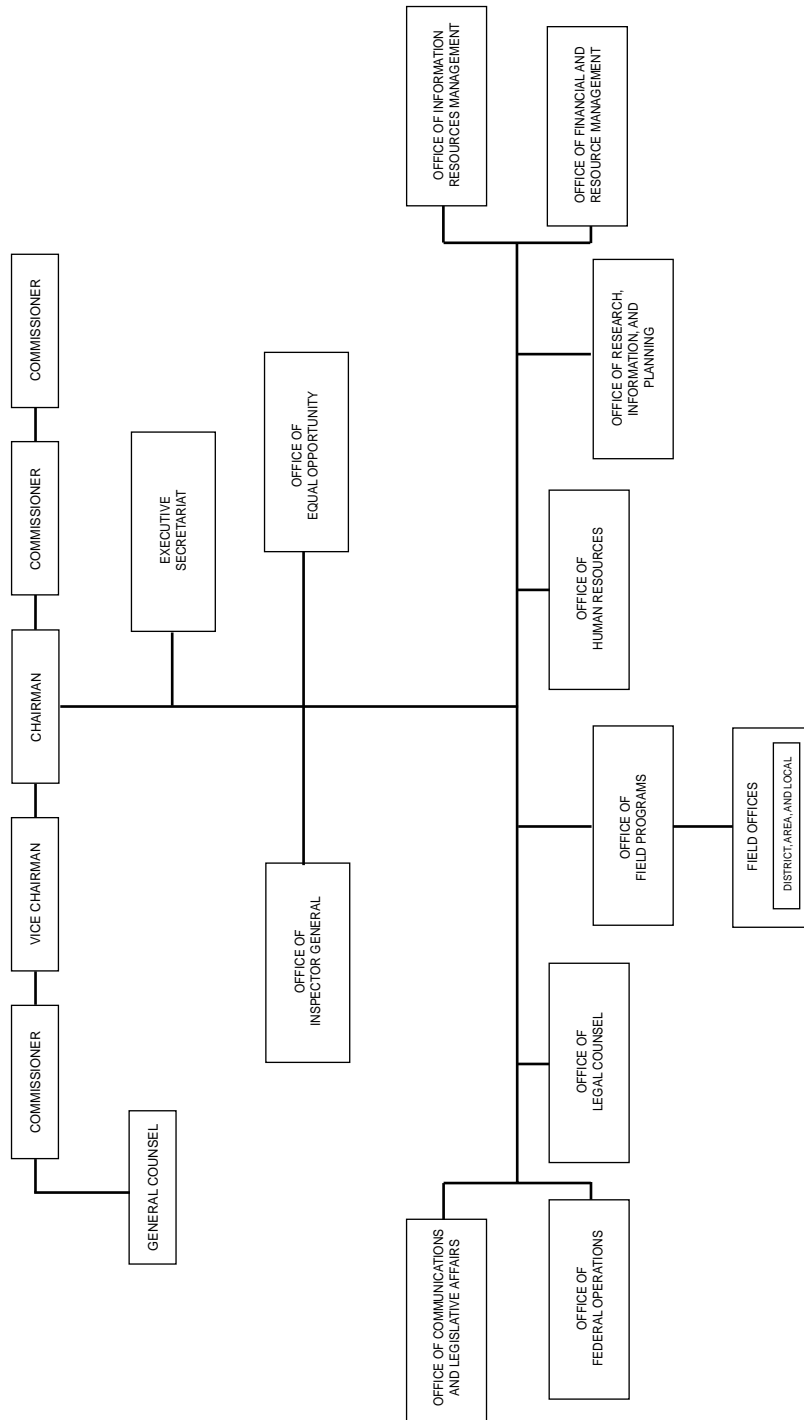 COMMISSIONER
VICE CHAIRMAN
CHAIRMAN
COMMISSIONER
COMMISSIONER
GENERAL COUNSEL
EXECUTIVE
SECRETARIAT
OFFICE OF
INSPECTOR GENERAL
OFFICE OF
EQUAL OPPORTUNITY
OFFICE OF COMMUNICATIONS
AND LEGISLATIVE AFFAIRS
OFFICE OF INFORMATION
RESOURCES MANAGEMENT
OFFICE OF
FEDERAL OPERATIONS
OFFICE OF
LEGAL COUNSEL
OFFICE OF
FIELD PROGRAMS
OFFICE OF
HUMAN RESOURCES
OFFICE OF RESEARCH,
INFORMATION, AND
PLANNING
OFFICE OF FINANCIAL AND
RESOURCE MANAGEMENT
FIELD OFFICES
DISTRICT, AREA, AND LOCAL